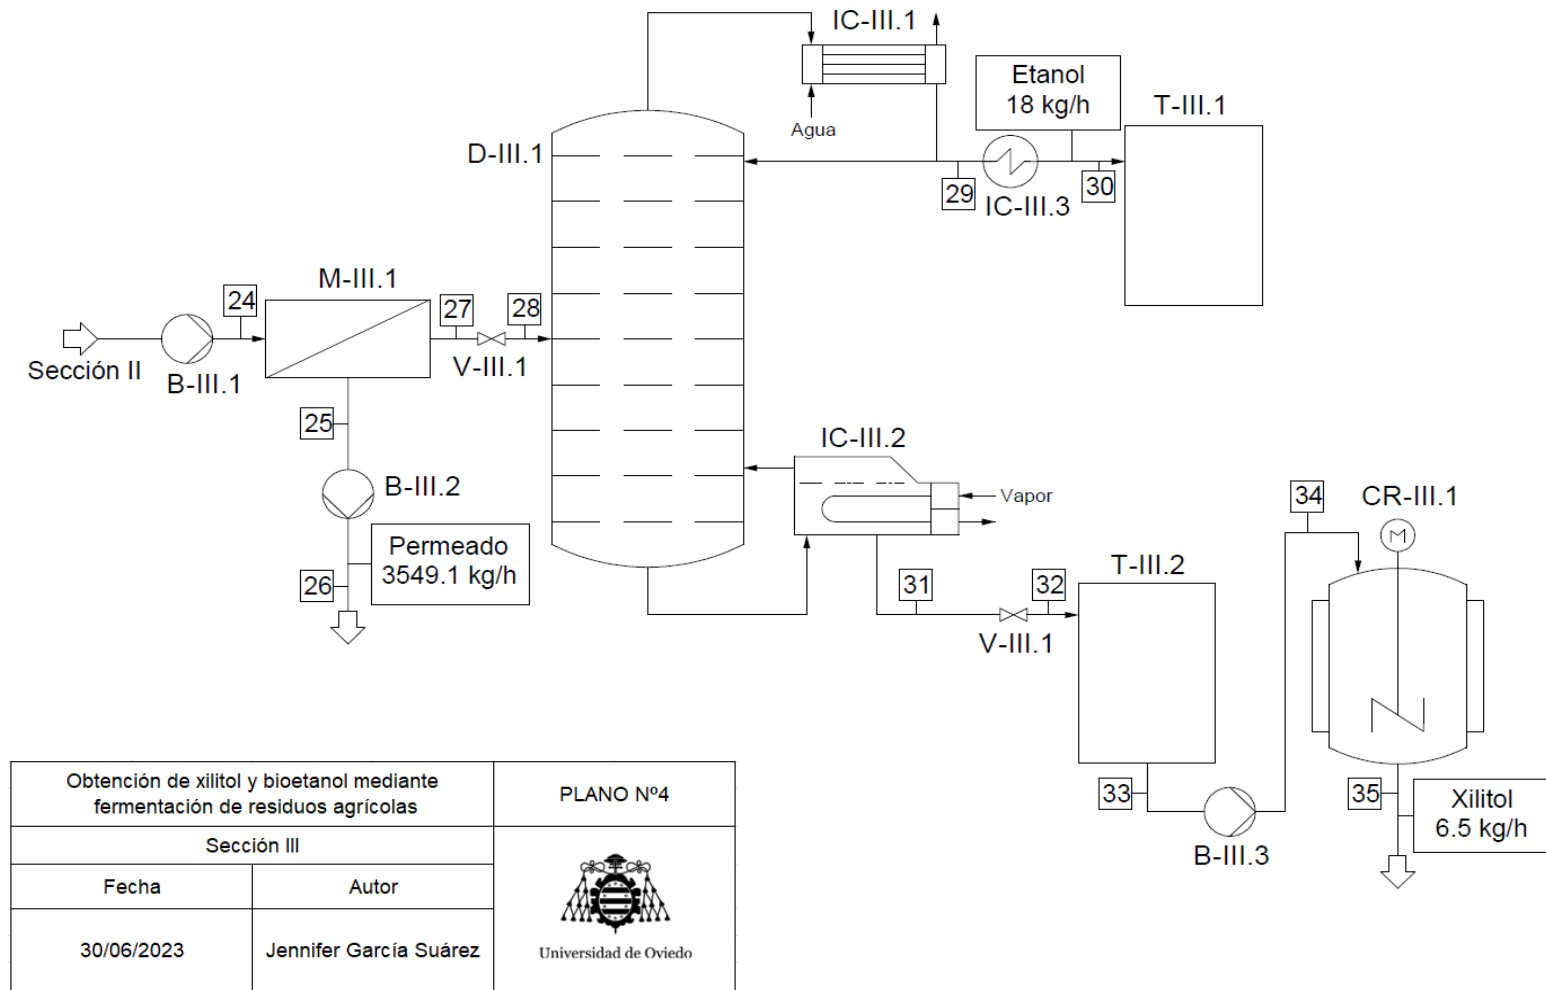 IC-III.1
Etanol
18 kg/h
T-III.1
Agua
D-III.1
29
30
IC-III.3
M-III.1
24
27
28
Sección II
B-III.1
V-III.1
25
IC-III.2
B-III.2
Vapor
34
CR-III.1
M
Permeado
3549.1 kg/h
26
31
32
T-III.2
V-III.1
33
B-III.3
35
Xilitol
6.5 kg/h
Obtención de xilitol y bioetanol mediante
fermentación de residuos agrícolas
PLANO Nº4
Sección III
Fecha
Autor
30/06/2023
Jennifer García Suárez
Universidad de Oviedo